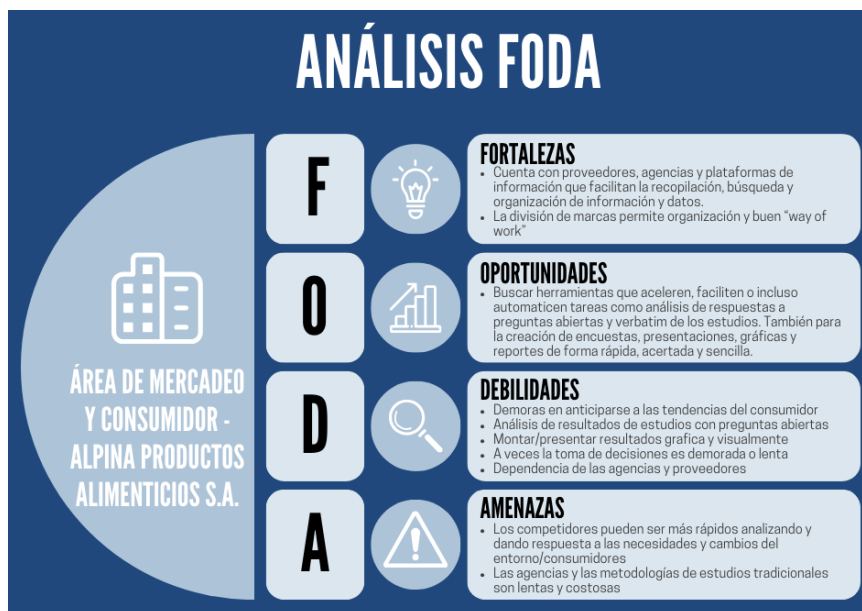 ANÁLISIS FODA
ÁREA DE MERCADEO
Y CONSUMIDOR -
ALPINA PRODUCTOS
ALIMENTICIOS S.A.
F
FORTALEZAS
• Cuenta con proveedores, agencias y plataformas de
información que facilitan la recopilación, búsqueda y
organización de información y datos.
• La división de marcas permite organización y buen "way of
work"
O
OPORTUNIDADES
• Buscar herramientas que aceleren, faciliten o incluso
automaticen tareas como análisis de respuestas a
preguntas abiertas y verbatim de los estudios. También para
la creación de encuestas, presentaciones, gráficas y
reportes de forma rápida, acertada y sencilla.
D
DEBILIDADES
• Demoras en anticiparse a las tendencias del consumidor
• Análisis de resultados de estudios con preguntas abiertas
• Montar/presentar resultados grafica y visualmente
• A veces la toma de decisiones es demorada o lenta
• Dependencia de las agencias y proveedores
A
AMENAZAS
• Los competidores pueden ser más rápidos analizando y
dando respuesta a las necesidades y cambios del
entorno/consumidores
• Las agencias y las metodologías de estudios tradicionales
son lentas y costosas